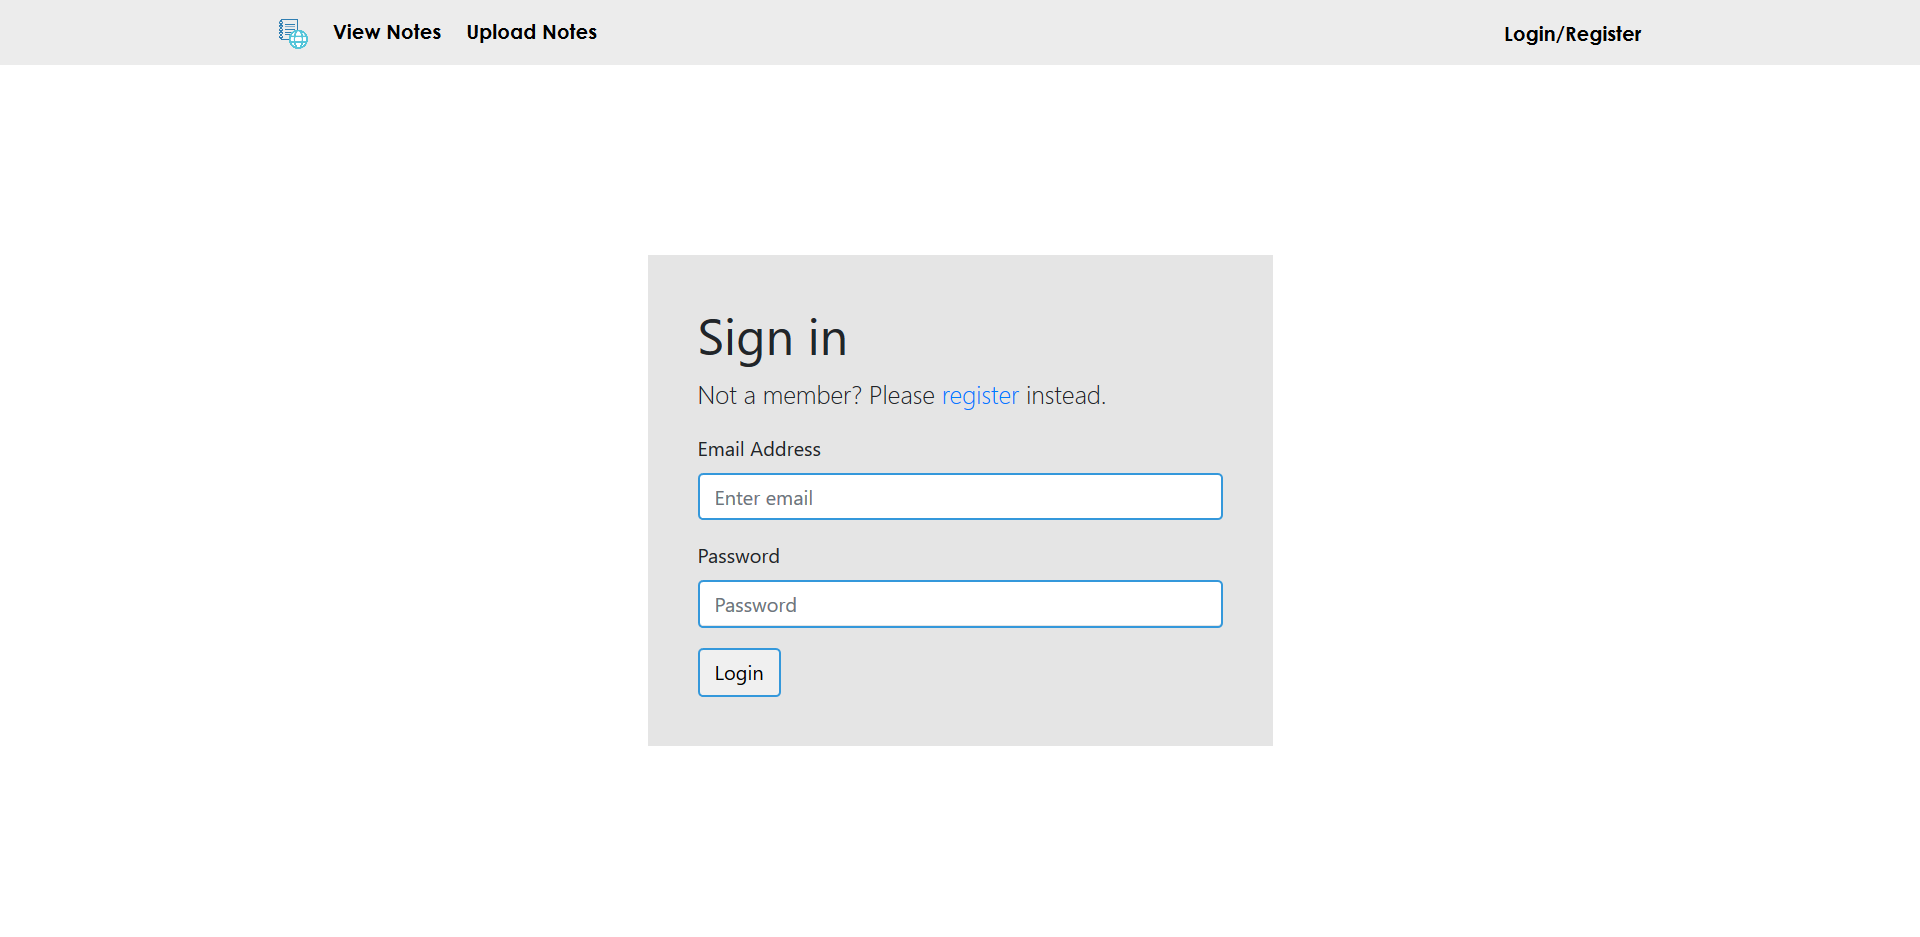 View Notes Upload Notes Login/Register
Sign in
Not a member? Please register instead.
Email Address
Enter email
Password
Password
Login